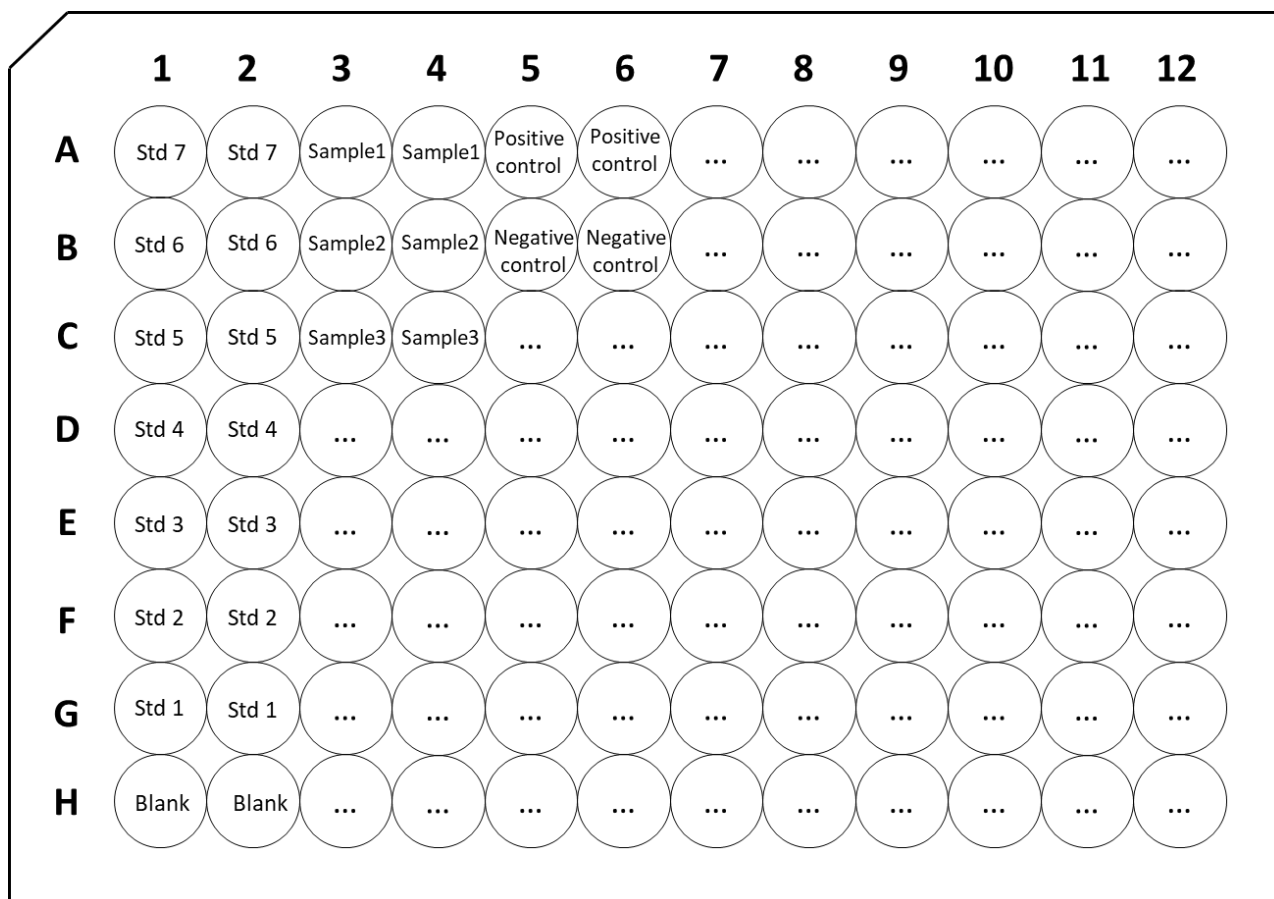 1 2 3 4 5 6 7 8 9 10 11 12
A Std 7 Std 7 Sample1 Sample1 Positive control Positive control ... ... ... ... ... ...
B Std 6 Std 6 Sample2 Sample2 Negative control Negative control ... ... ... ... ... ...
C Std 5 Std 5 Sample3 Sample3 ... ... ... ... ... ... ... ...
D Std 4 Std 4 ... ... ... ... ... ... ... ... ... ...
E Std 3 Std 3 ... ... ... ... ... ... ... ... ... ...
F Std 2 Std 2 ... ... ... ... ... ... ... ... ... ...
G Std 1 Std 1 ... ... ... ... ... ... ... ... ... ...
H Blank Blank ... ... ... ... ... ... ... ... ... ...